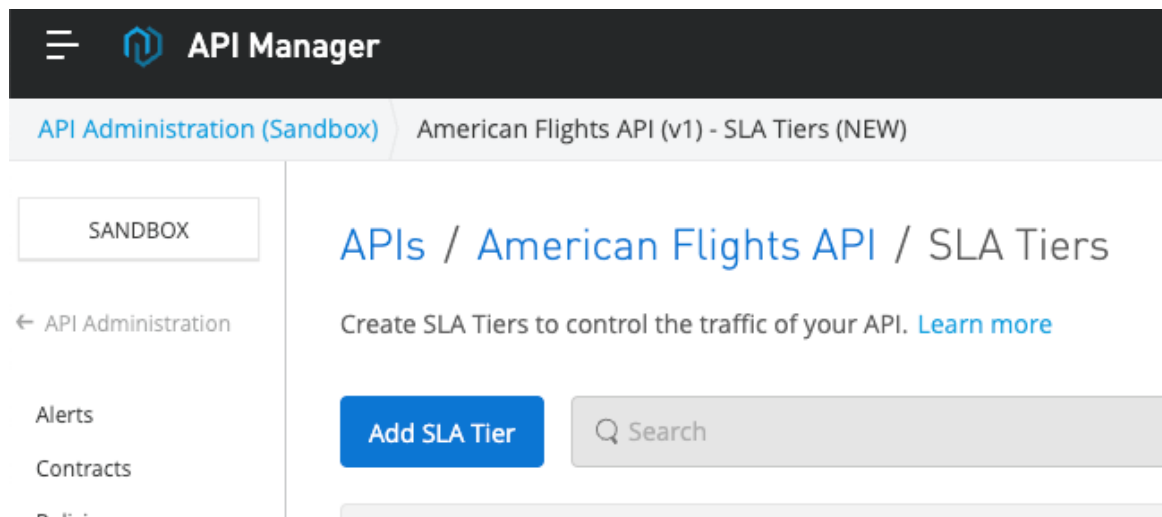 API Manager
API Administration (Sandbox) American Flights API (v1) - SLA Tiers (NEW)
SANDBOX
APIs / American Flights API / SLA Tiers
← API Administration
Create SLA Tiers to control the traffic of your API. Learn more
Alerts
Add SLA Tier
Search
Contracts